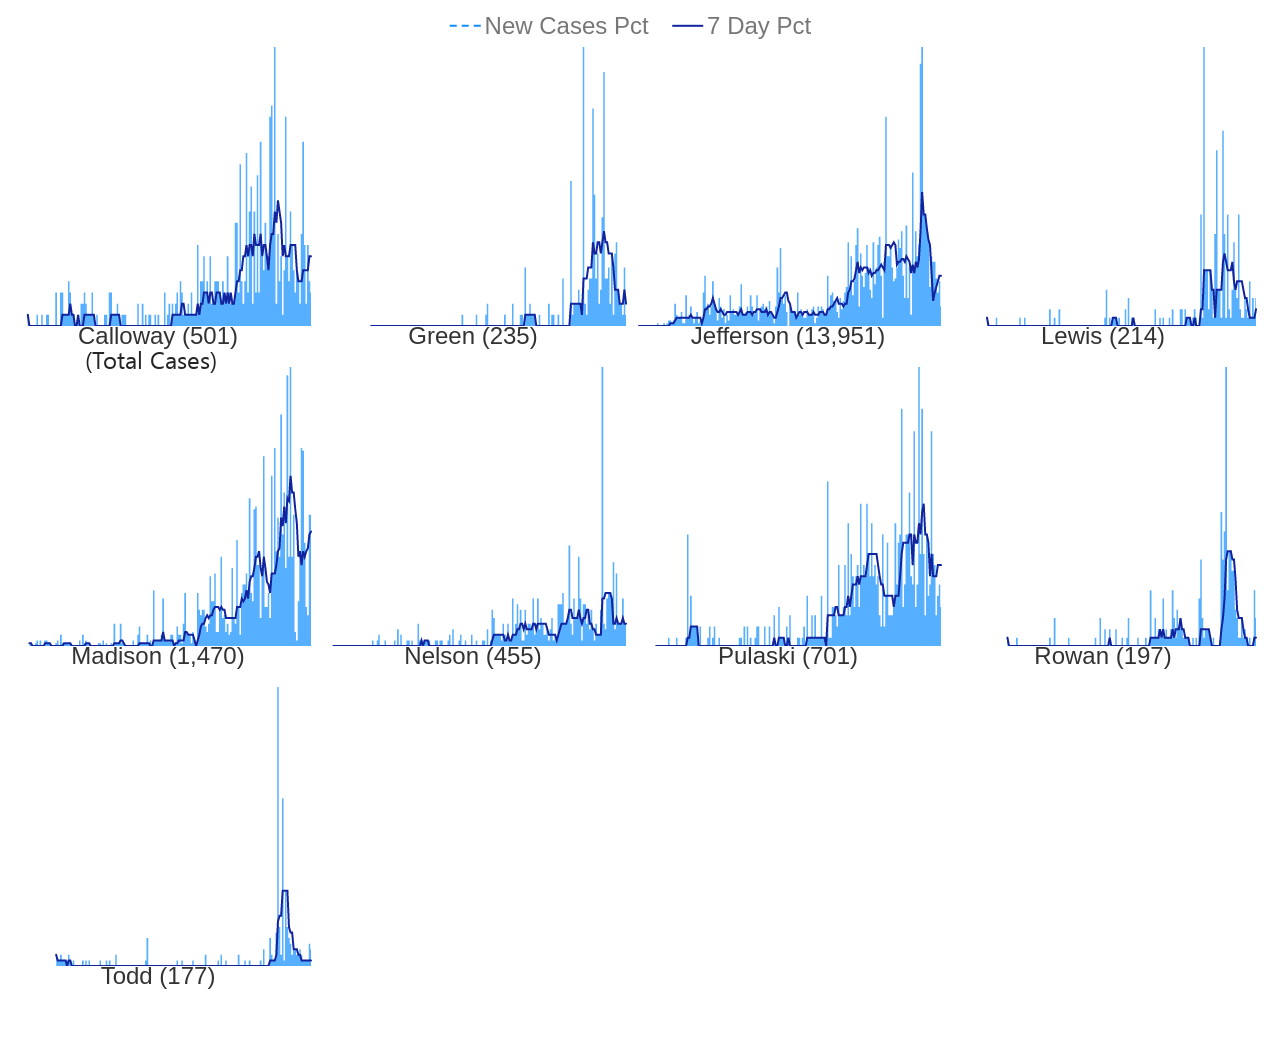 New Cases Pct 7 Day Pct
Calloway (501) Green (235) Jefferson (13,951) Lewis (214)
(Total Cases)
Madison (1,470) Nelson (455) Pulaski (701) Rowan (197)
Todd (177)